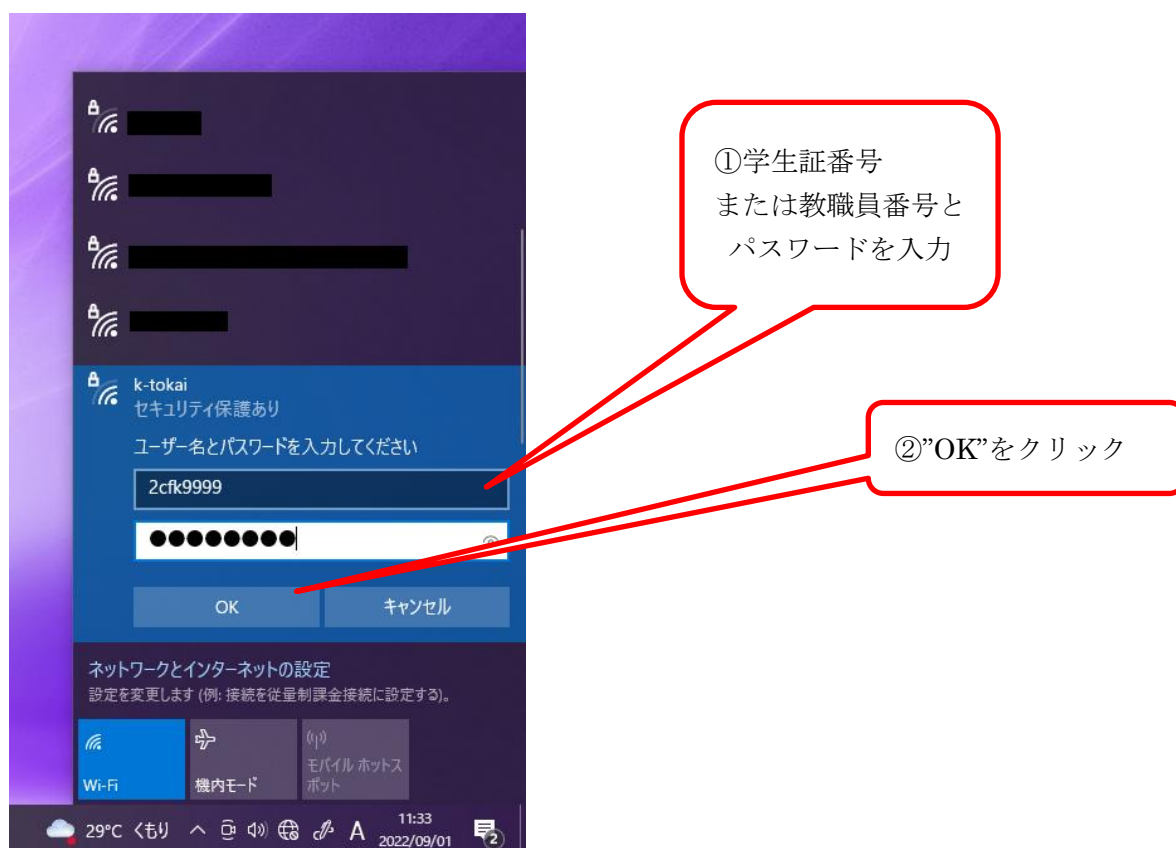 k-tokai
セキュリティ保護あり
ユーザー名とパスワードを入力してください
2cfk9999
●●●●●●●●
OK
キャンセル
ネットワークとインターネットの設定
設定を変更します (例: 接続を従量制課金接続に設定する)。
Wi-Fi
機内モード
モバイル ホットス
ポット
29°C くもり
A
11:33
2022/09/01
2
①学生証番号
または教職員番号と
パスワードを入力
②”OK”をクリック